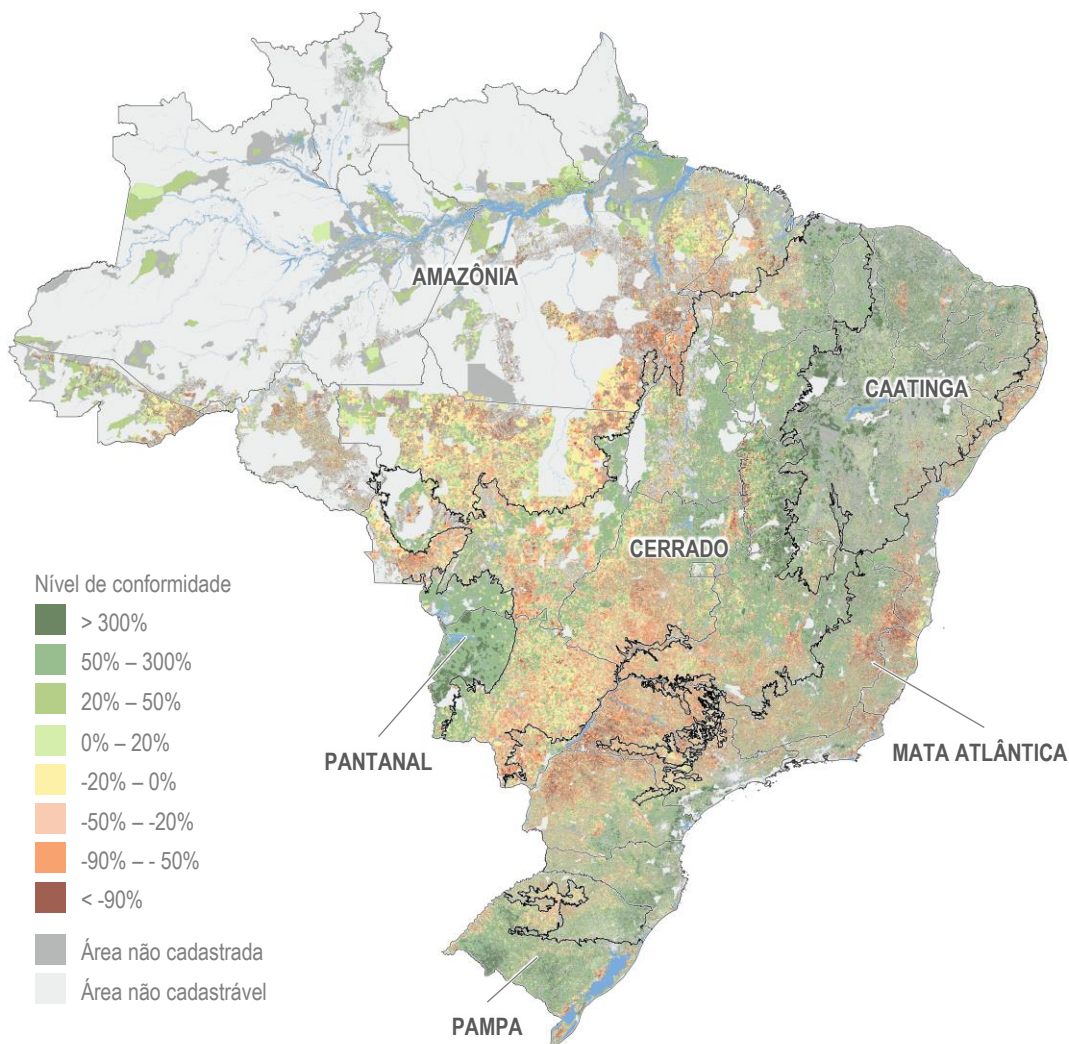 AMAZÔNIA
CAATINGA
CERRADO
PANTANAL
MATA ATLÂNTICA
PAMPA
Nível de conformidade
> 300%
50% – 300%
20% – 50%
0% – 20%
-20% – 0%
-50% – -20%
-90% – - 50%
< -90%
Área não cadastrada
Área não cadastrável